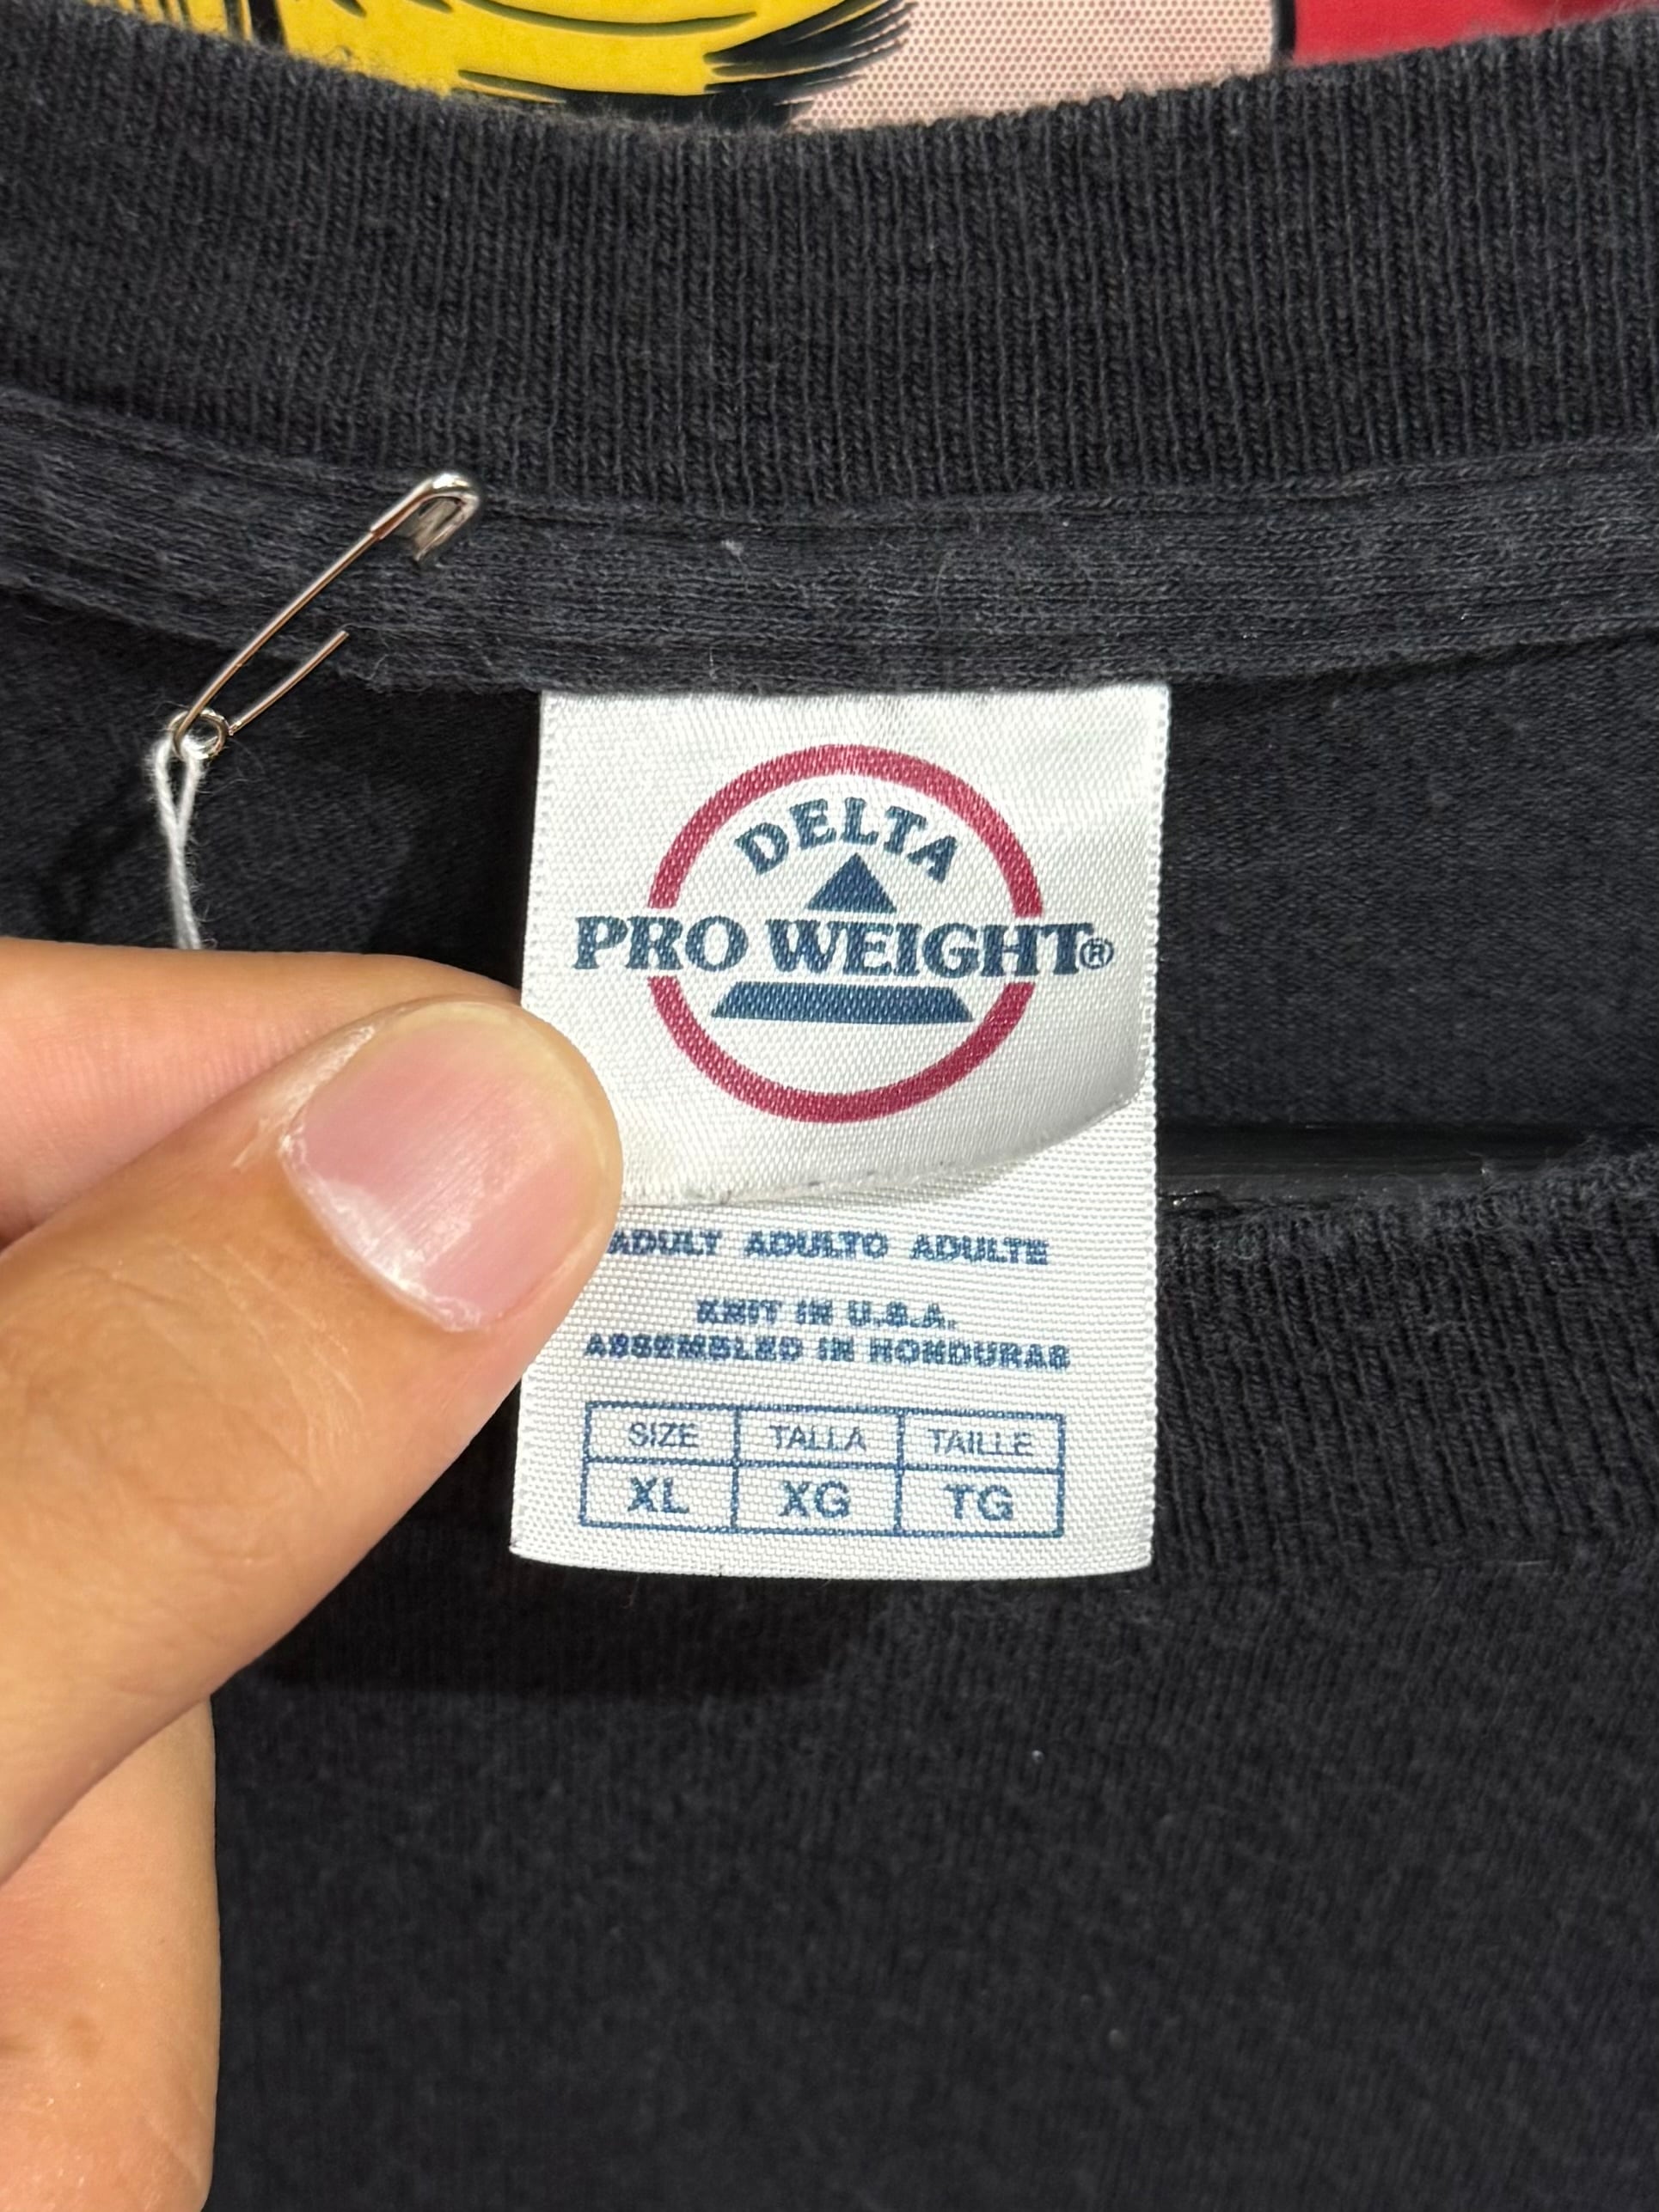 DELTA
PRO WEIGHT®
ADULT ADULTO ADULTE
KNIT IN U.S.A.
ASSEMBLED IN HONDURAS
SIZE TALLA TAILLE
XL XG TG